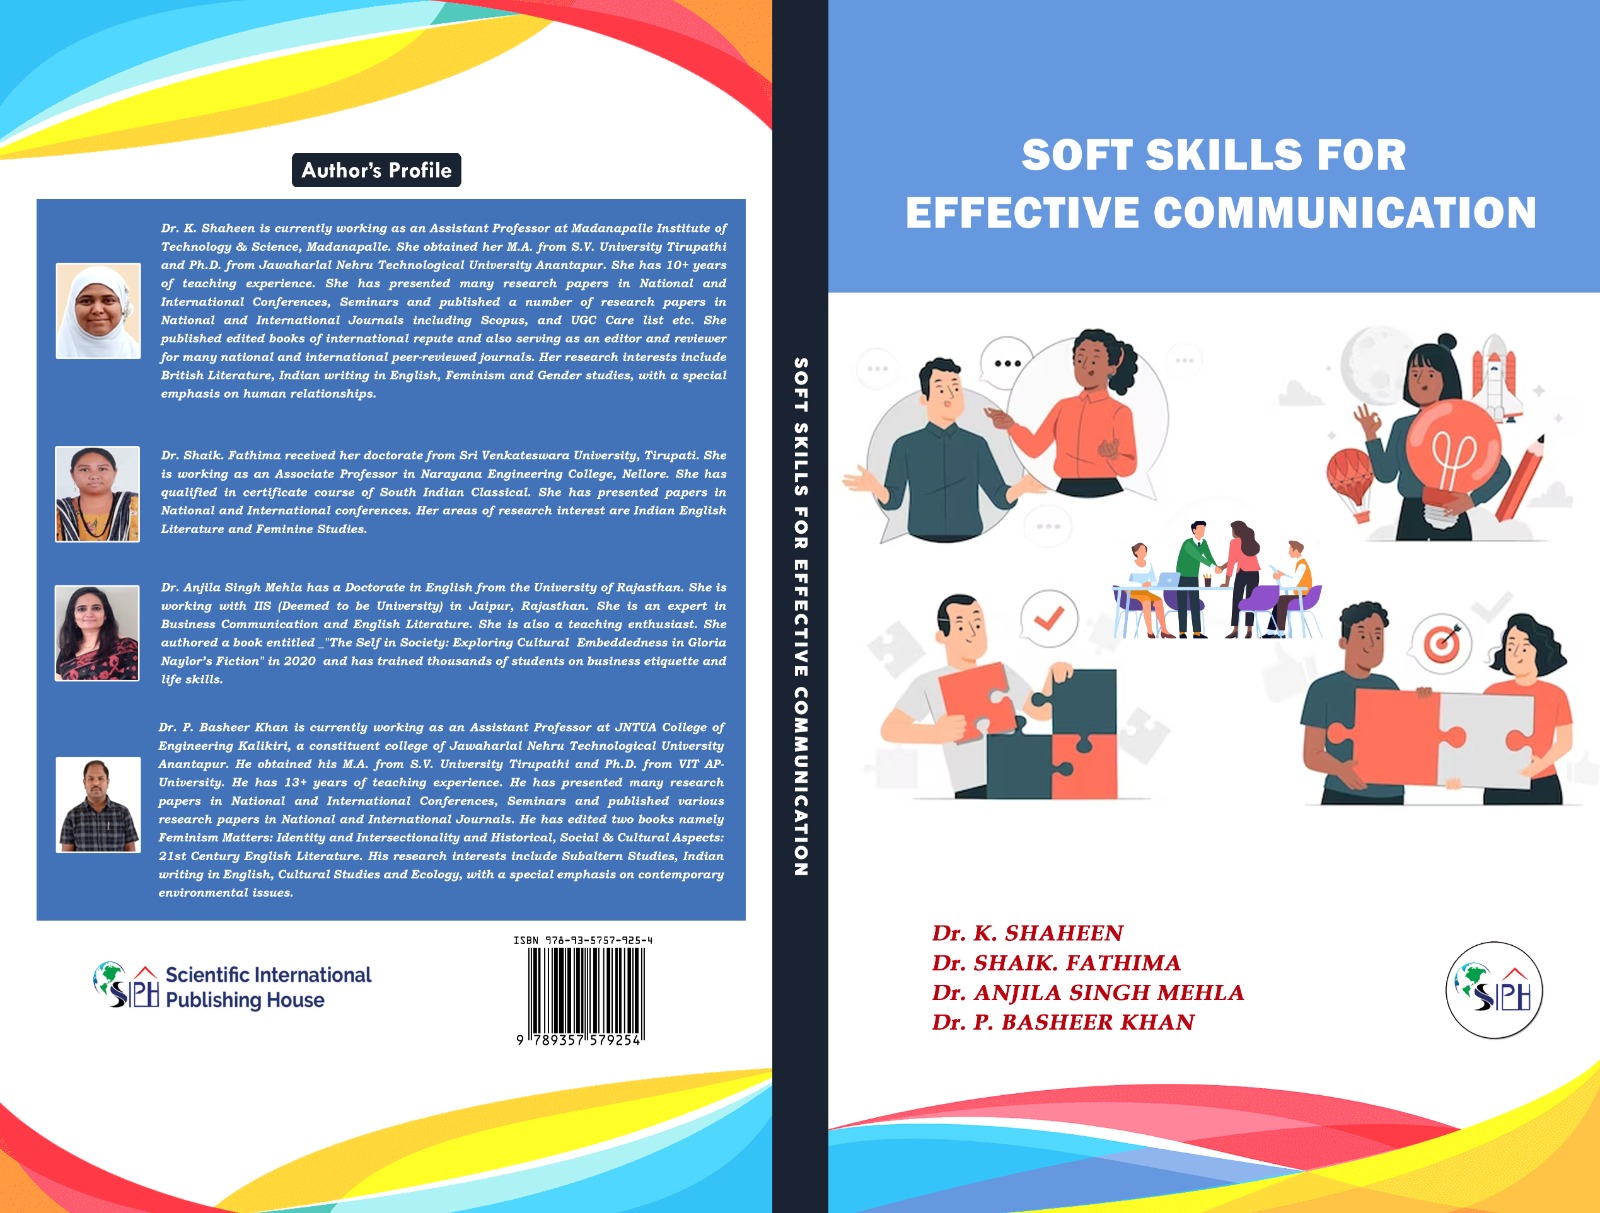 Author's Profile
Dr. K. Shaheen is currently working as an Assistant Professor at Madanapalle Institute of
Technology & Science, Madanapalle. She obtained her M.A. from S.V. University Tirupathi
and Ph.D. from Jawaharlal Nehru Technological University Anantapur. She has 10+ years
of teaching experience. She has presented many research papers in National and
International Conferences, Seminars and published a number of research papers in
National and International Journals including Scopus, and UGC Care list etc. She
published edited books of international repute and also serving as an editor and reviewer
for many national and international peer-reviewed journals. Her research interests include
British Literature, Indian writing in English, Feminism and Gender studies, with a special
emphasis on human relationships.
Dr. Shaik. Fathima received her doctorate from Sri Venkateswara University, Tirupati. She
is working as an Associate Professor in Narayana Engineering College, Nellore. She has
qualified in certificate course of South Indian Classical. She has presented papers in
National and International conferences. Her areas of research interest are Indian English
Literature and Feminine Studies.
Dr. Anjila Singh Mehla has a Doctorate in English from the University of Rajasthan. She is
working with IIS (Deemed to be University) in Jaipur, Rajasthan. She is an expert in
Business Communication and English Literature. She is also a teaching enthusiast. She
authored a book entitled _"The Self in Society: Exploring Cultural Embeddedness in Gloria
Naylor's Fiction" in 2020 and has trained thousands of students on business etiquette and
life skills.
Dr. P. Basheer Khan is currently working as an Assistant Professor at JNTUA College of
Engineering Kalikiri, a constituent college of Jawaharlal Nehru Technological University
Anantapur. He obtained his M.A. from S.V. University Tirupathi and Ph.D. from VIT AP-
University. He has 13+ years of teaching experience. He has presented many research
papers in National and International Conferences, Seminars and published various
research papers in National and International Journals. He has edited two books namely
Feminism Matters: Identity and Intersectionality and Historical, Social & Cultural Aspects:
21st Century English Literature. His research interests include Subaltern Studies, Indian
writing in English, Cultural Studies and Ecology, with a special emphasis on contemporary
environmental issues.
SIPH
Scientific International
Publishing House
ISBN 978-93-5757-925-4
9 789357 579254
SOFT SKILLS FOR EFFECTIVE COMMUNICATION
SOFT SKILLS FOR
EFFECTIVE COMMUNICATION
Dr. K. SHAHEEN
Dr. SHAIK. FATHIMA
Dr. ANJILA SINGH MEHLA
Dr. P. BASHEER KHAN
SIPH